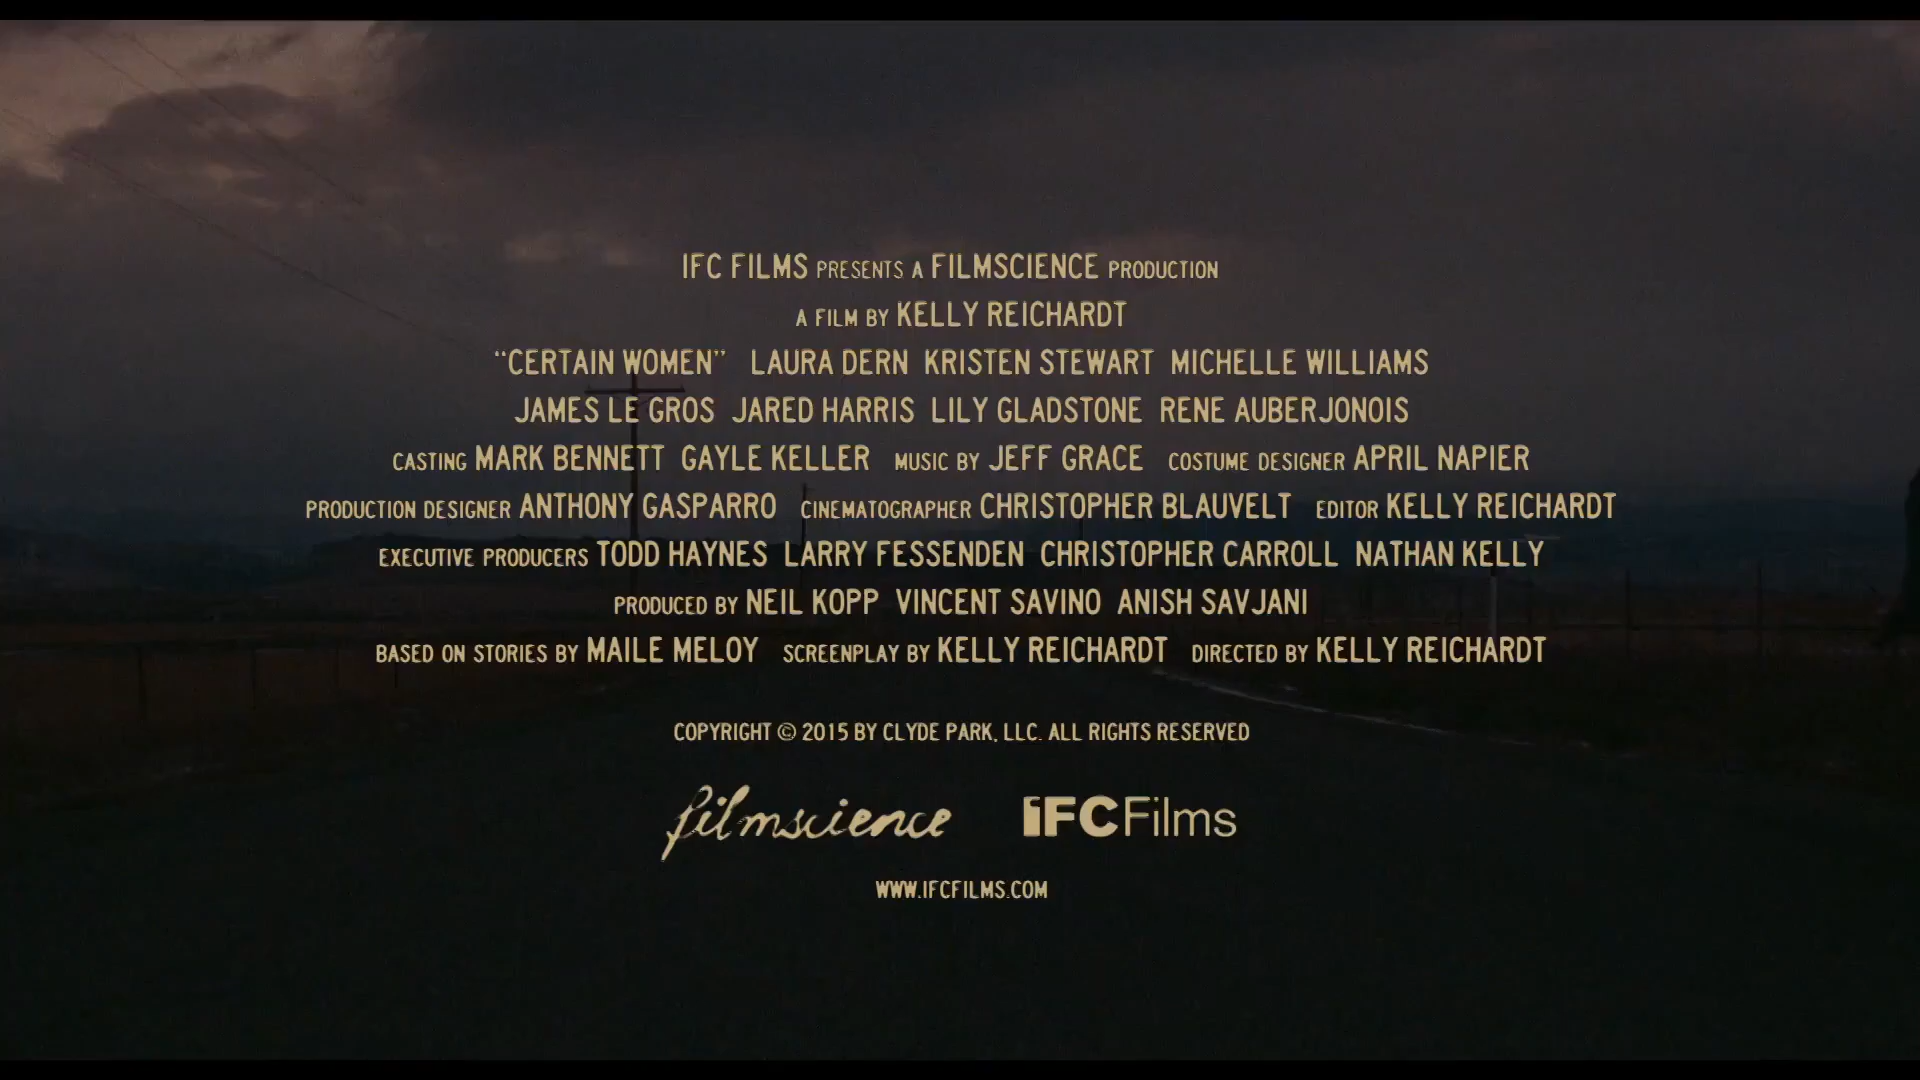 IFC FILMS PRESENTS A FILMSCIENCE PRODUCTION
A FILM BY KELLY REICHARDT
“CERTAIN WOMEN” LAURA DERN KRISTEN STEWART MICHELLE WILLIAMS
JAMES LE GROS JARED HARRIS LILY GLADSTONE RENE AUBERJONOIS
CASTING MARK BENNETT GAYLE KELLER MUSIC BY JEFF GRACE COSTUME DESIGNER APRIL NAPIER
PRODUCTION DESIGNER ANTHONY GASPARRO CINEMATOGRAPHER CHRISTOPHER BLAUVELT EDITOR KELLY REICHARDT
EXECUTIVE PRODUCERS TODD HAYNES LARRY FESSENDEN CHRISTOPHER CARROLL NATHAN KELLY
PRODUCED BY NEIL KOPP VINCENT SAVINO ANISH SAVJANI
BASED ON STORIES BY MAILE MELOY SCREENPLAY BY KELLY REICHARDT DIRECTED BY KELLY REICHARDT
COPYRIGHT © 2015 BY CLYDE PARK, LLC. ALL RIGHTS RESERVED
filmscience IFC Films
WWW.IFCFILMS.COM